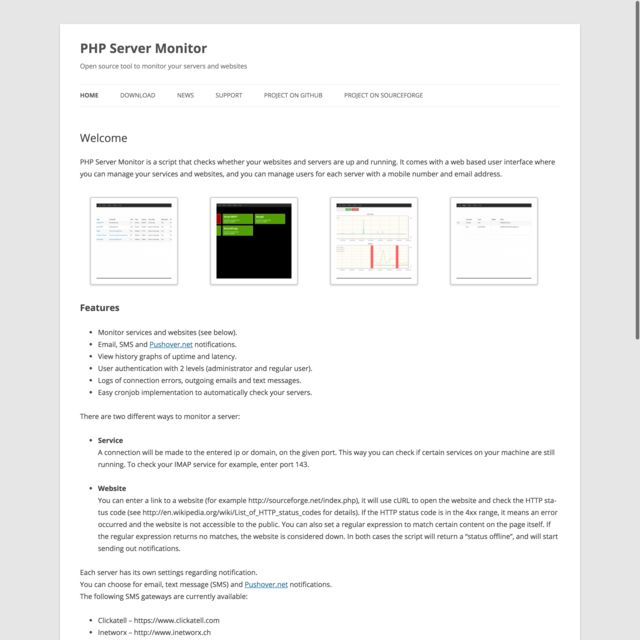 PHP Server Monitor
Open source tool to monitor your servers and websites
HOME DOWNLOAD NEWS SUPPORT PROJECT ON GITHUB PROJECT ON SOURCEFORGE
Welcome
PHP Server Monitor is a script that checks whether your websites and servers are up and running. It comes with a web based user interface where
you can manage your services and websites, and you can manage users for each server with a mobile number and email address.
Features
Monitor services and websites (see below).
Email, SMS and Pushover.net notifications.
View history graphs of uptime and latency.
User authentication with 2 levels (administrator and regular user).
Logs of connection errors, outgoing emails and text messages.
Easy cronjob implementation to automatically check your servers.
There are two different ways to monitor a server:
Service
A connection will be made to the entered ip or domain, on the given port. This way you can check if certain services on your machine are still
running. To check your IMAP service for example, enter port 143.
Website
You can enter a link to a website (for example http://sourceforge.net/index.php), it will use cURL to open the website and check the HTTP sta-
tus code (see http://en.wikipedia.org/wiki/List_of_HTTP_status_codes for details). If the HTTP status code is in the 4xx range, it means an error
occurred and the website is not accessible to the public. You can also set a regular expression to match certain content on the page itself. If
the regular expression returns no matches, the website is considered down. In both cases the script will return a “status offline”, and will start
sending out notifications.
Each server has its own settings regarding notification.
You can choose for email, text message (SMS) and Pushover.net notifications.
The following SMS gateways are currently available:
Clickatell – https://www.clickatell.com
Inetworx – http://www.inetworx.ch